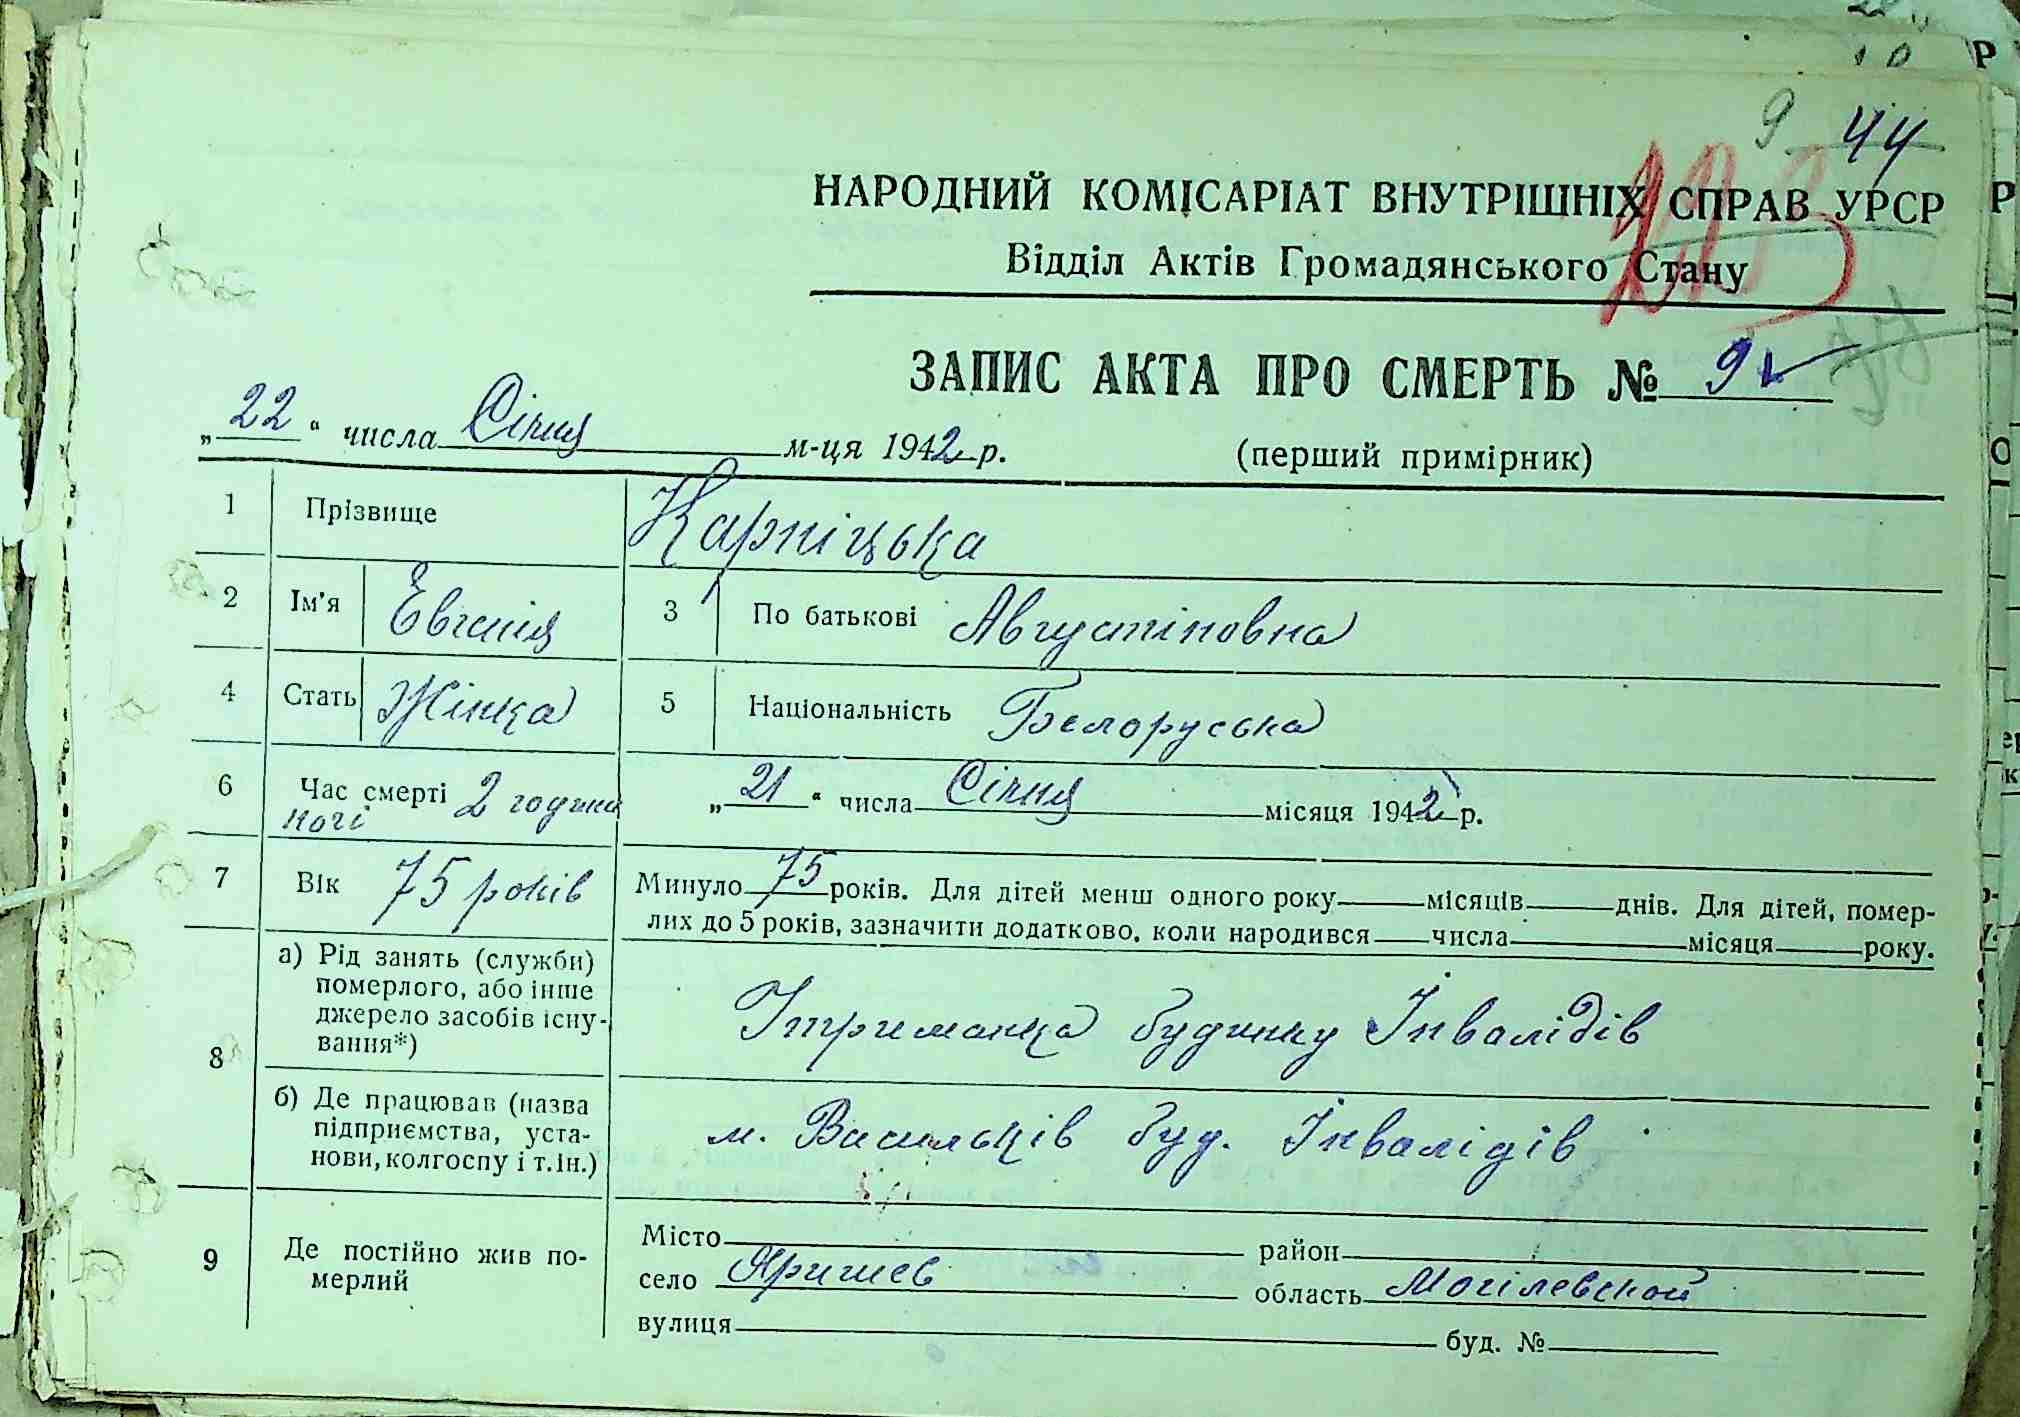 9 44
НАРОДНИЙ КОМІСАРІАТ ВНУТРІШНІХ СПРАВ УРСР
Відділ Актів Громадянського Стану
ЗАПИС АКТА ПРО СМЕРТЬ № 9
„22“ числа Січня м-ця 1942 р. (перший примірник)
1 Прізвище Карпіцька
2 Ім'я Євгенія 3 По батькові Августіновна
4 Стать Жінка 5 Національність Бєлоруська
6 Час смерті 2 години ночі „21“ числа Січня місяця 1942 р.
7 Вік 75 років Минуло 75 років. Для дітей менш одного року місяців днів. Для дітей, помер-
лих до 5 років, зазначити додатково, коли народився числа місяця року.
8 а) Рід занять (служби)
померлого, або інше
джерело засобів існу-
вання*)
Утриманка будинку Інвалідів
б) Де працював (назва
підприємства, уста-
нови, колгоспу і т. ін.)
м. Васильків буд. Інвалідів
9 Де постійно жив по-
мерлий
Місто район
село Яришев область Могілевской
вулиця буд. №